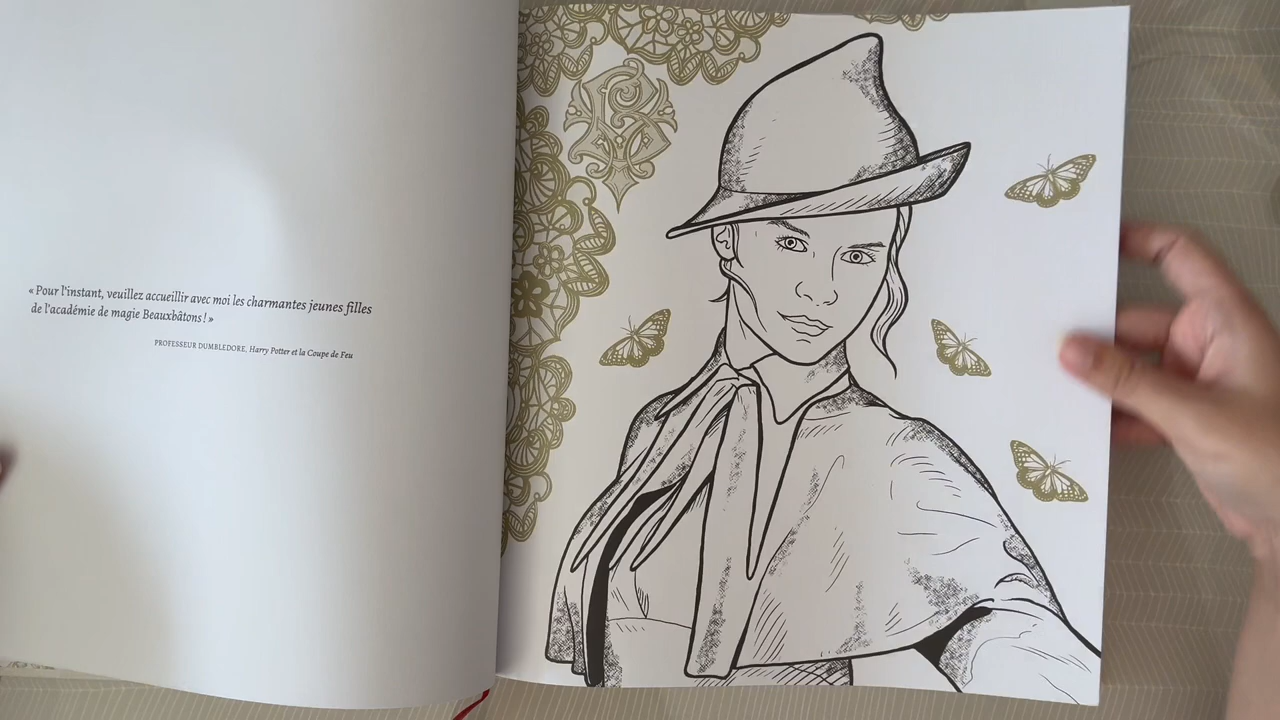 « Pour l'instant, veuillez accueillir avec moi les charmantes jeunes filles
de l'académie de magie Beauxbâtons ! »
PROFESSEUR DUMBLEDORE, Harry Potter et la Coupe de Feu